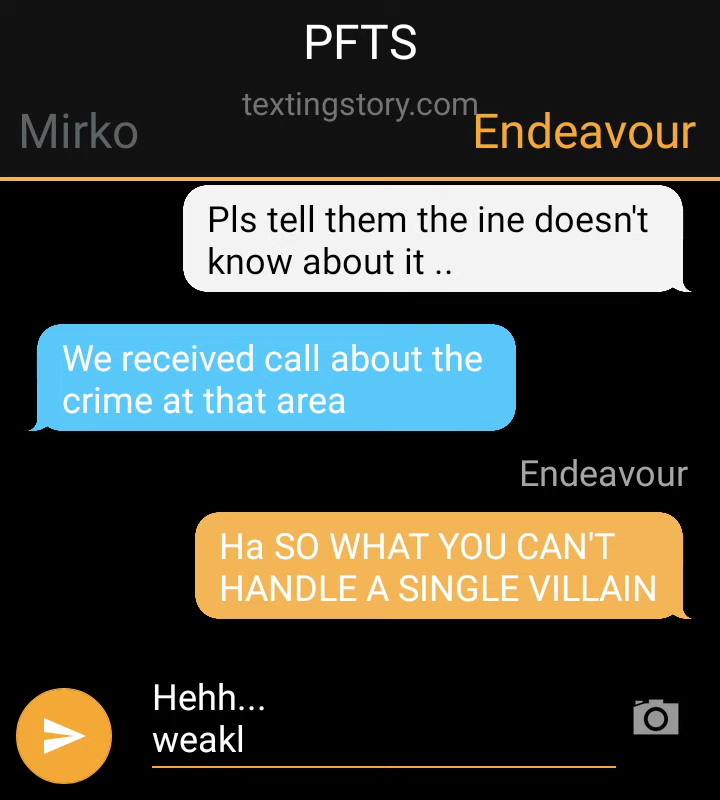 PFTS
textingstory.com
Mirko
Endeavour
Pls tell them the ine doesn't
know about it ..
We received call about the
crime at that area
Endeavour
Ha SO WHAT YOU CAN'T
HANDLE A SINGLE VILLAIN
Hehh...
weakl